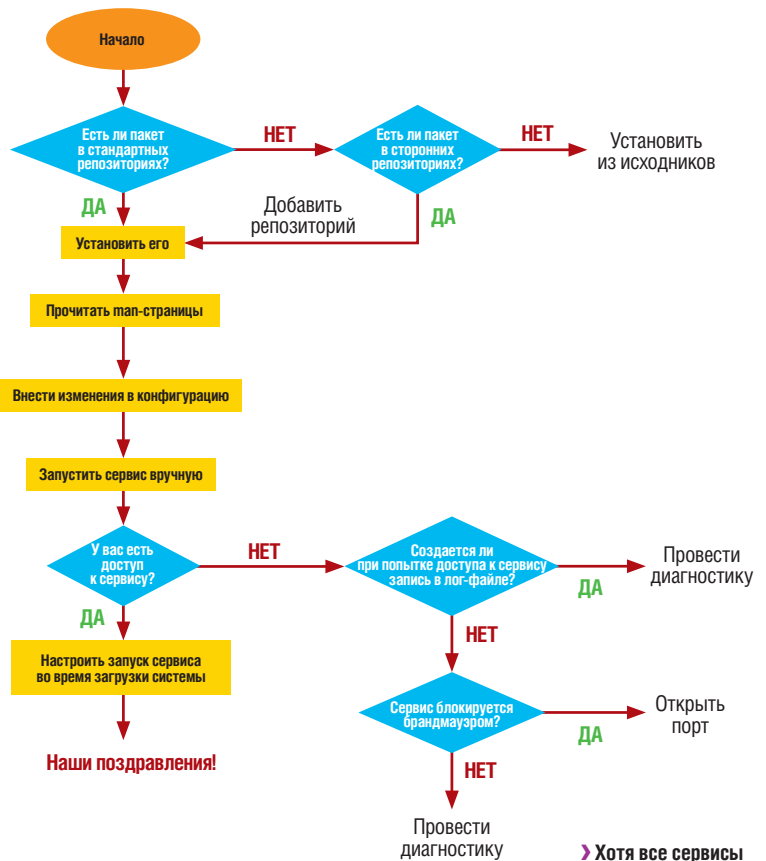 Начало
Есть ли пакет
в стандартных
репозиториях?
НЕТ
Есть ли пакет
в сторонних
репозиториях?
НЕТ
Установить
из исходников
ДА
Добавить
репозиторий
ДА
Установить его
Прочитать man-страницы
Внести изменения в конфигурацию
Запустить сервис вручную
У вас есть
доступ
к сервису?
НЕТ
Создается ли
при попытке доступа к сервису
запись в лог-файле?
ДА
Провести
диагностику
ДА
НЕТ
Настроить запуск сервиса
во время загрузки системы
Сервис блокируется
брандмауэром?
ДА
Открыть
порт
Наши поздравления!
НЕТ
Провести
диагностику
› Хотя все сервисы